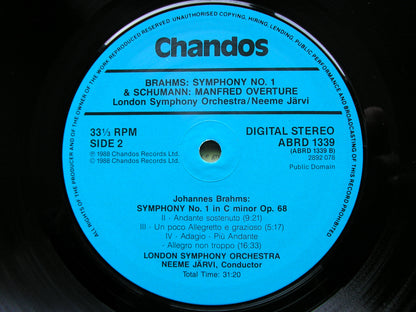 ALL RIGHTS OF THE PRODUCER AND OF THE OWNER OF THE WORK REPRODUCED RESERVED. UNAUTHORISED COPYING, HIRING, LENDING, PUBLIC PERFORMANCE AND BROADCASTING OF THIS RECORD PROHIBITED.
Chandos
BRAHMS: SYMPHONY NO. 1
& SCHUMANN: MANFRED OVERTURE
London Symphony Orchestra/Neeme Järvi
33⅓ RPM
SIDE 2
℗ 1988 Chandos Records Ltd.
© 1988 Chandos Records Ltd.
DIGITAL STEREO
ABRD 1339
(ABRD 1339 B)
2892 076
Public Domain
Johannes Brahms:
SYMPHONY No. 1 in C minor Op. 68
II - Andante sostenuto (9:21)
III - Un poco Allegretto e grazioso (5:17)
IV - Adagio - Più Andante
- Allegro non troppo (16:33)
LONDON SYMPHONY ORCHESTRA
NEEME JÄRVI, Conductor
Total Time: 31:20